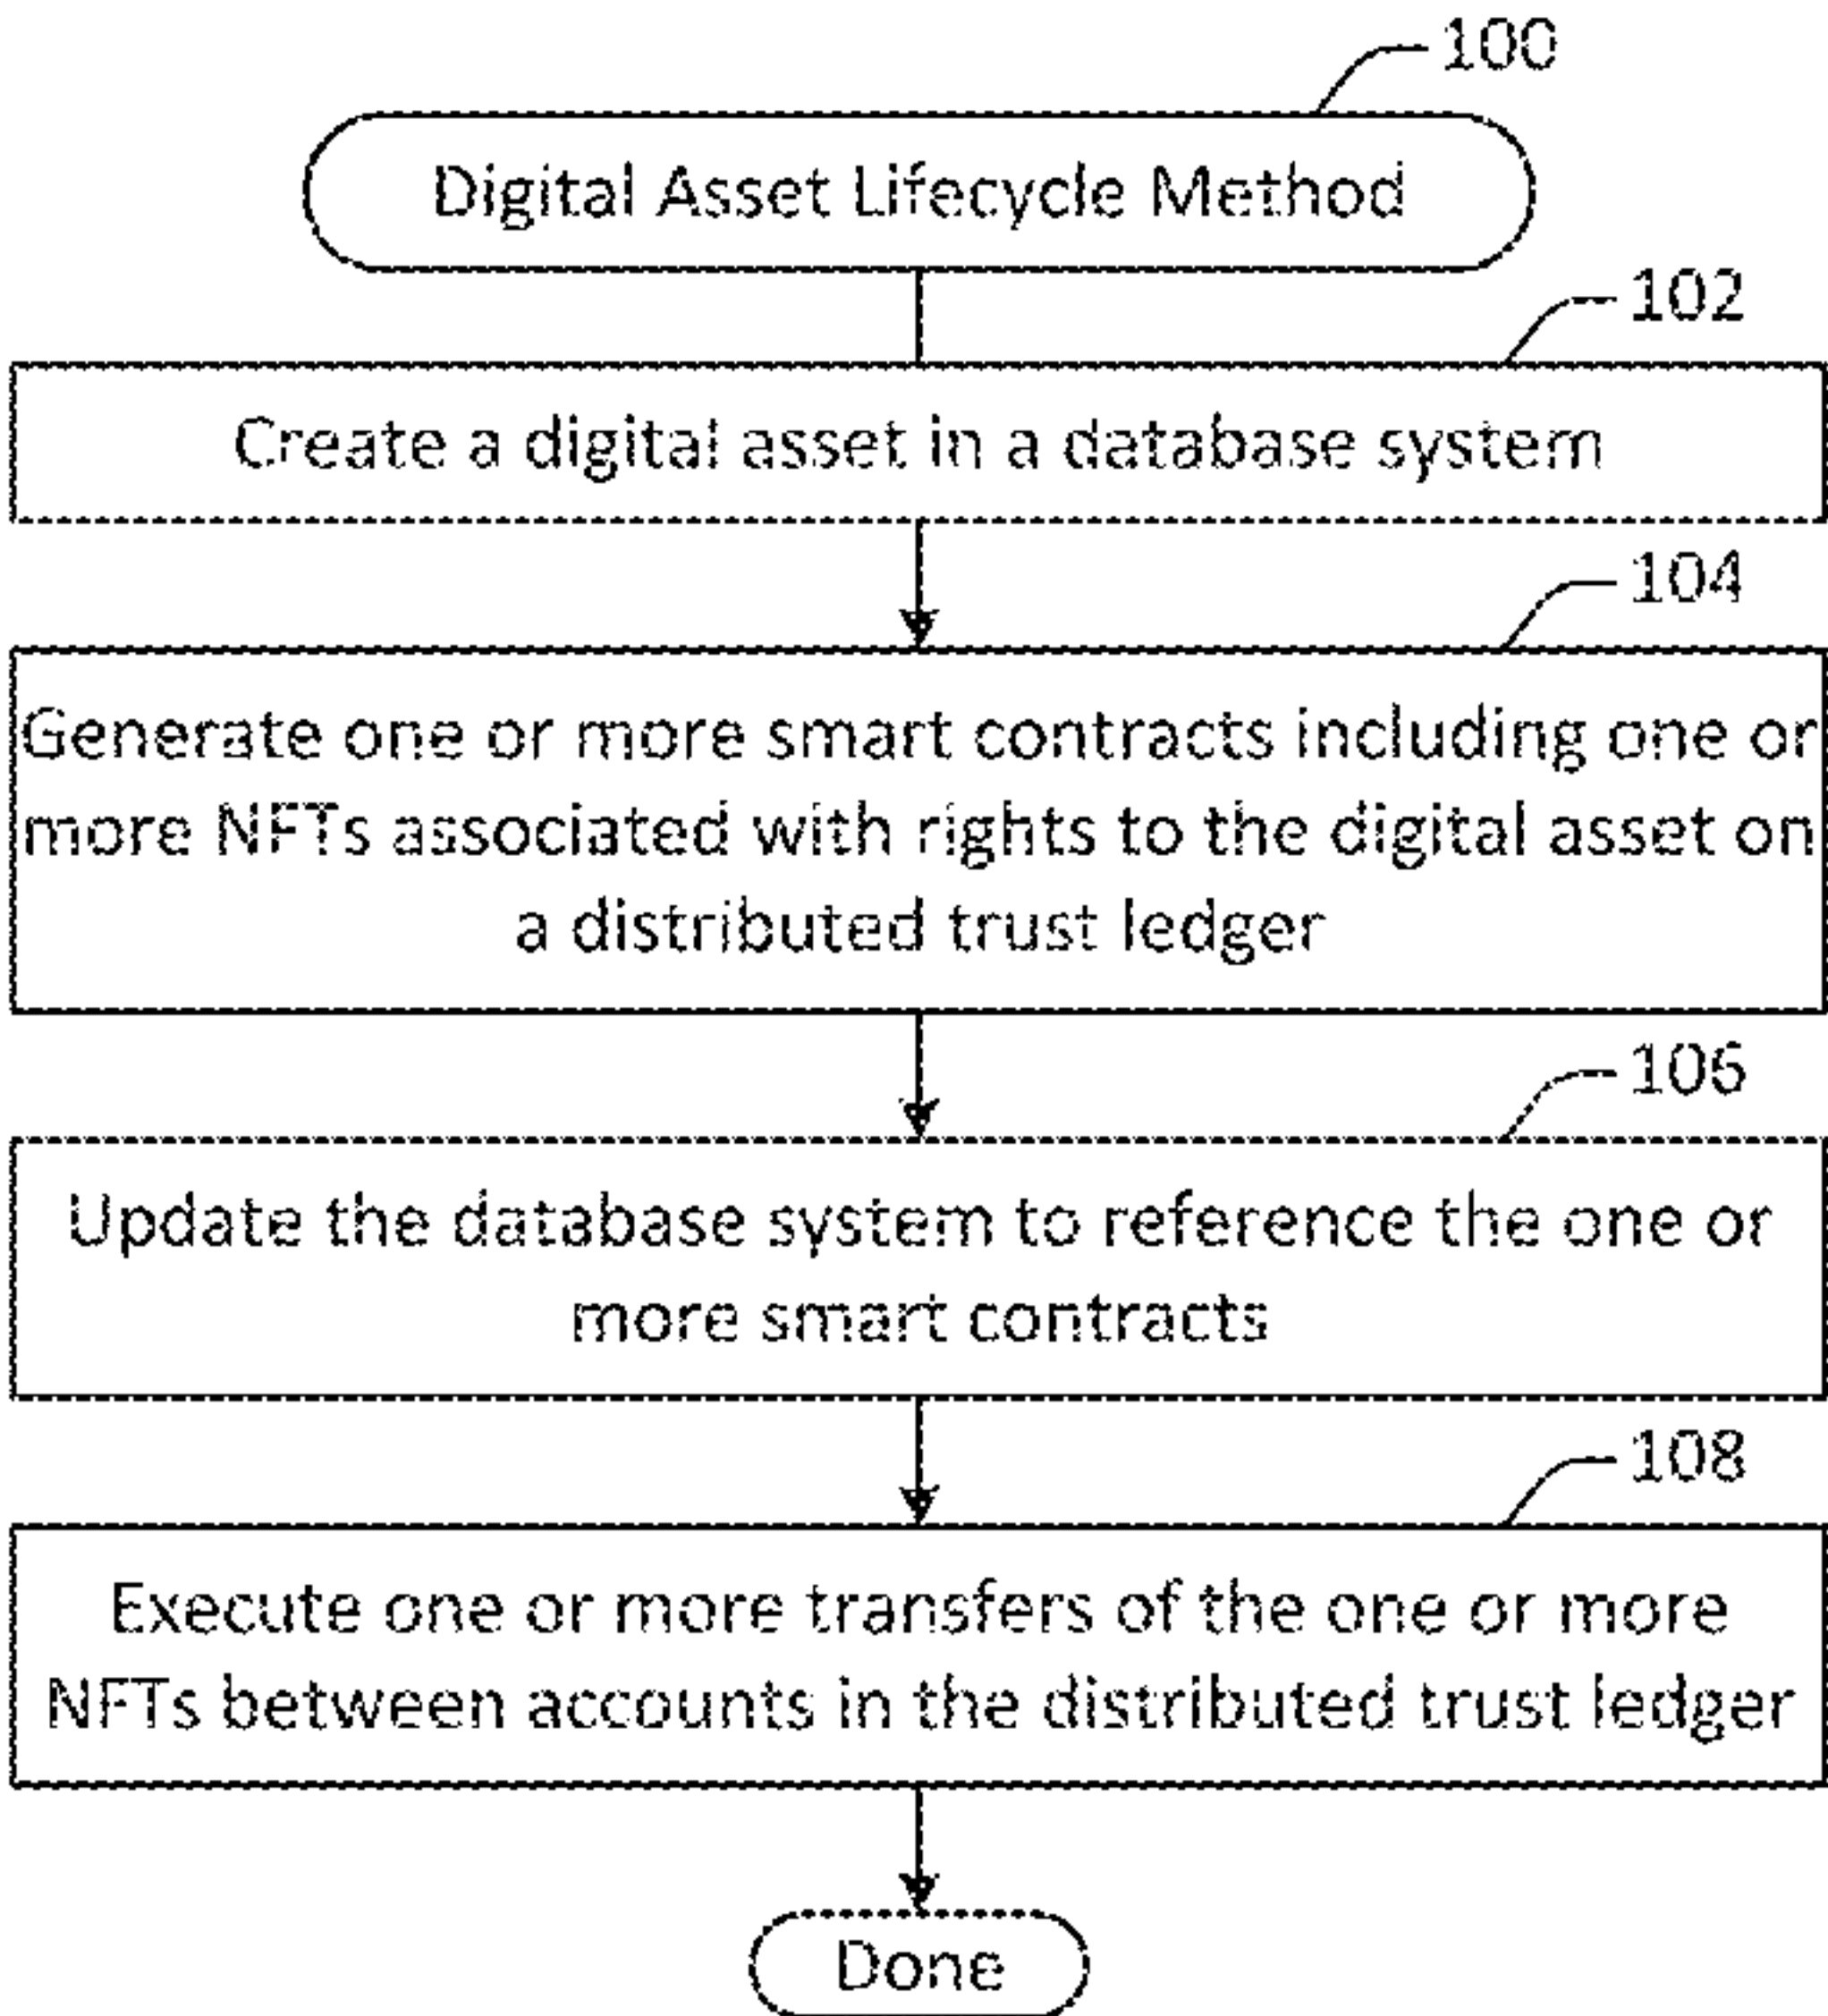 100
Digital Asset Lifecycle Method
102
Create a digital asset in a database system
104
Generate one or more smart contracts including one or
more NFTs associated with rights to the digital asset on
a distributed trust ledger
106
Update the database system to reference the one or
more smart contracts
108
Execute one or more transfers of the one or more
NFTs between accounts in the distributed trust ledger
Done